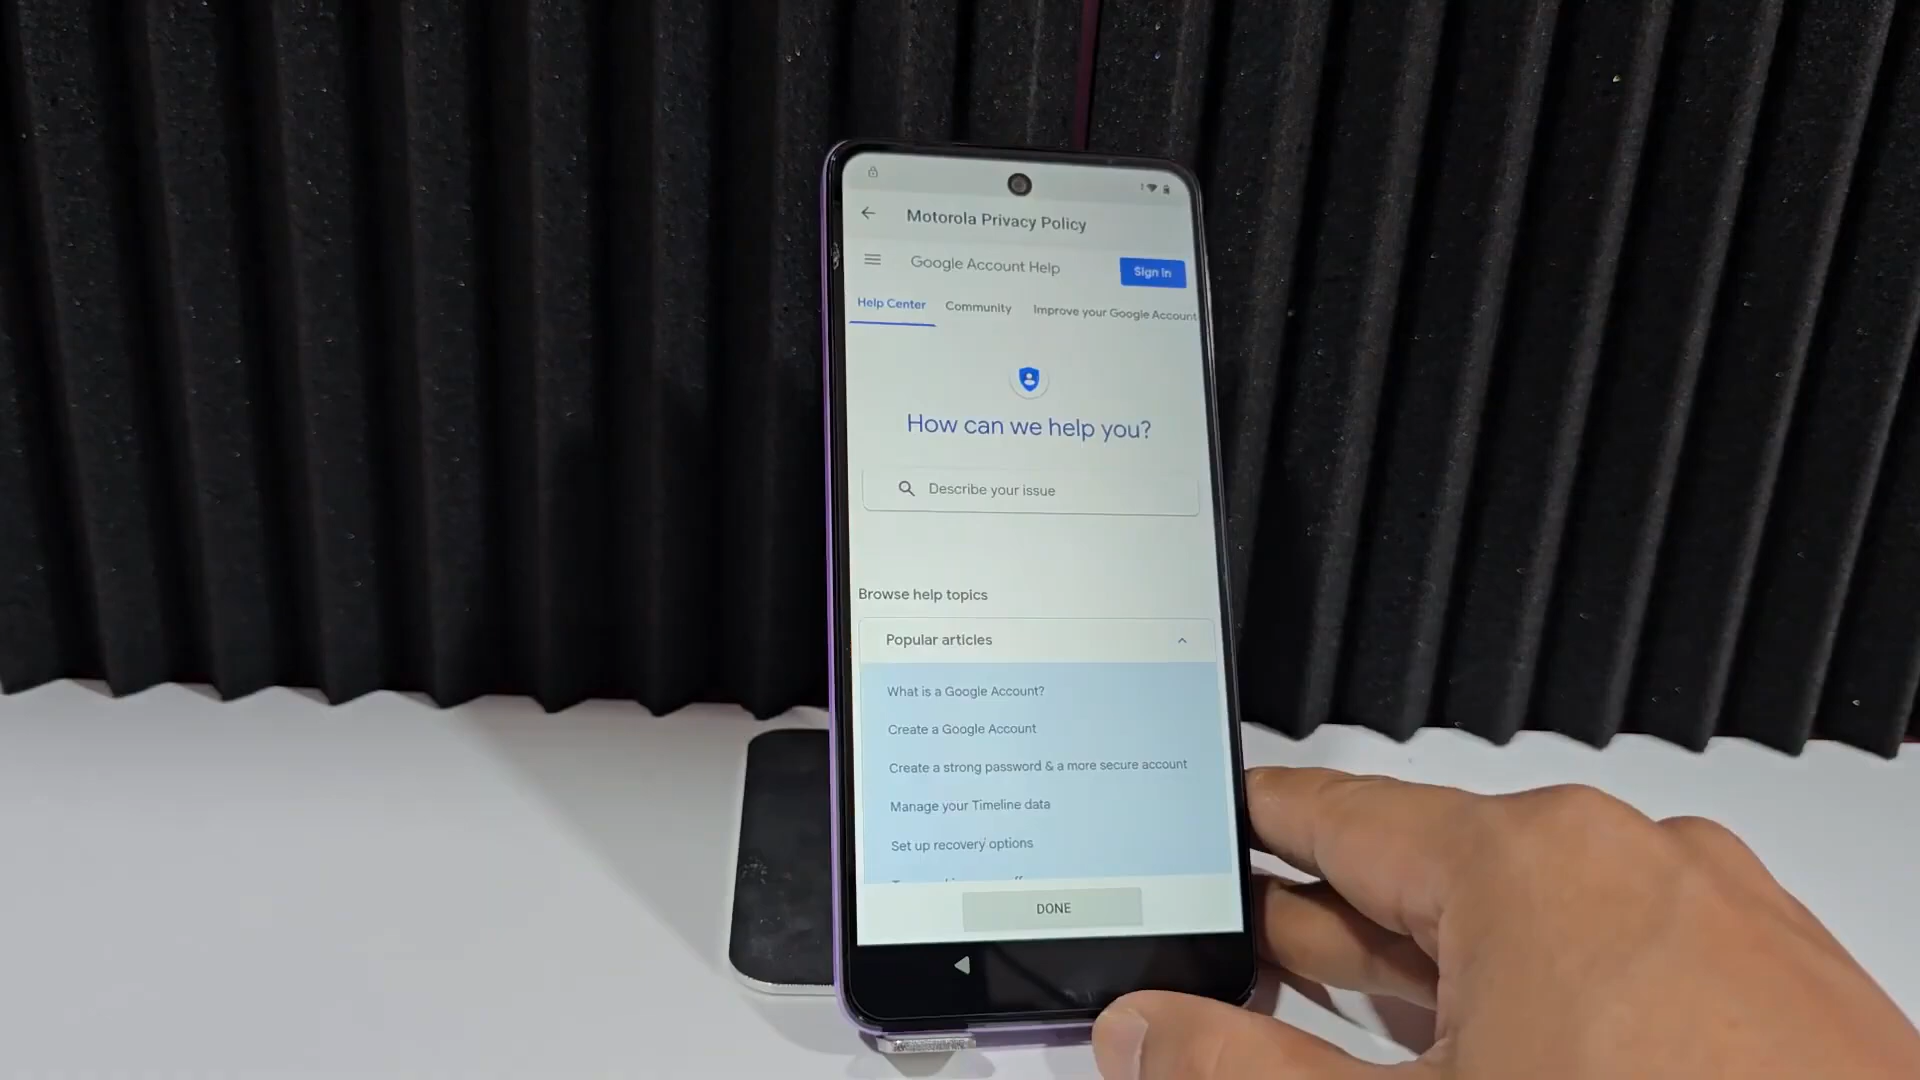 Motorola Privacy Policy
Google Account Help
Sign in
Help Center
Community
Improve your Google Account
How can we help you?
Describe your issue
Browse help topics
Popular articles
What is a Google Account?
Create a Google Account
Create a strong password & a more secure account
Manage your Timeline data
Set up recovery options
DONE